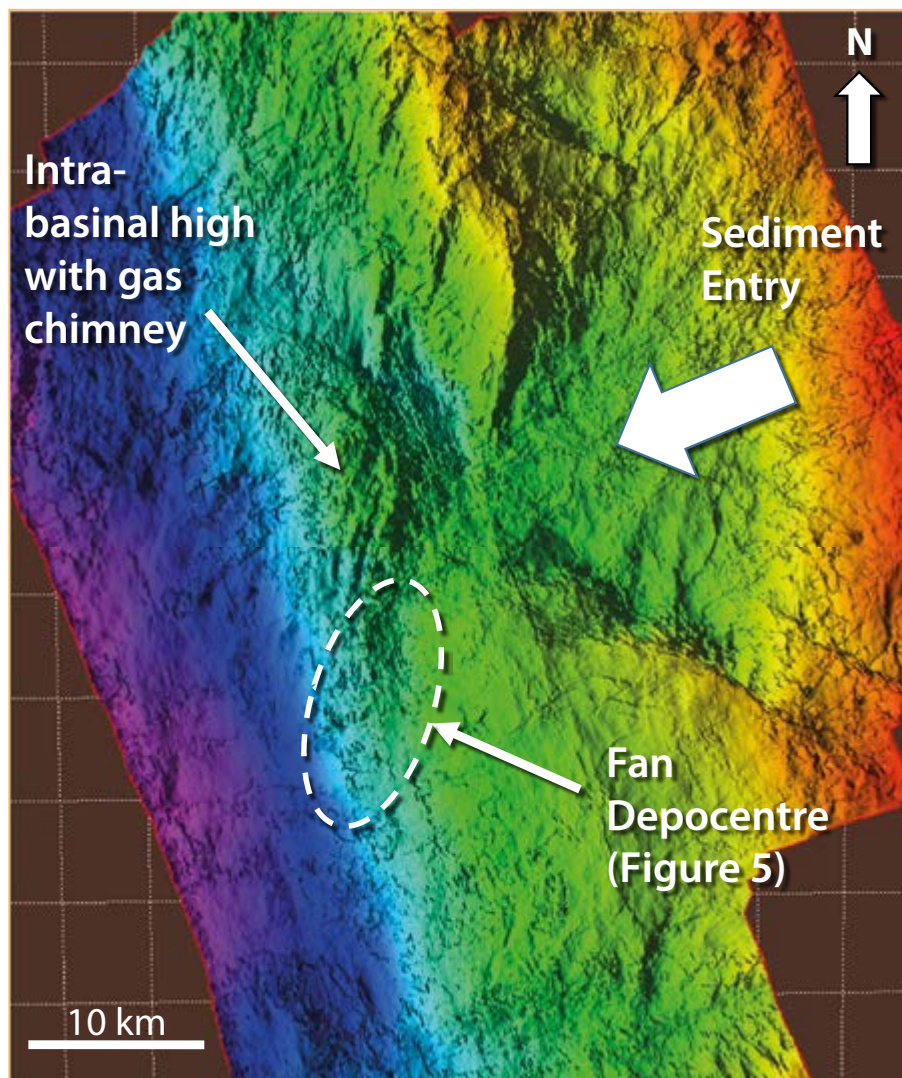 N
Intra-
basinal high
with gas
chimney
Sediment
Entry
Fan
Depocentre
(Figure 5)
10 km